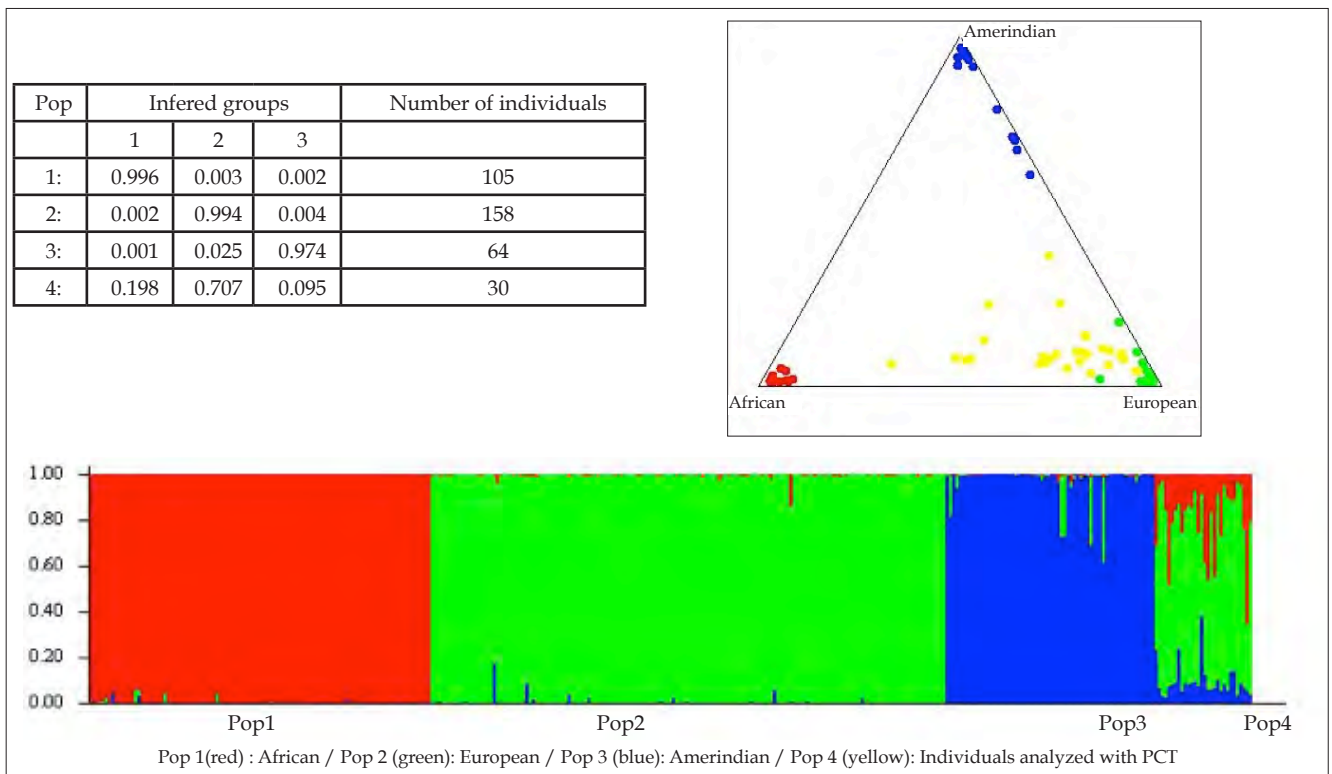 Pop Infered groups Number of individuals
1 2 3
1: 0.996 0.003 0.002 105
2: 0.002 0.994 0.004 158
3: 0.001 0.025 0.974 64
4: 0.198 0.707 0.095 30
Amerindian
African European
1.00
0.80
0.60
0.40
0.20
0.00
Pop1 Pop2 Pop3 Pop4
Pop 1(red) : African / Pop 2 (green): European / Pop 3 (blue): Amerindian / Pop 4 (yellow): Individuals analyzed with PCT